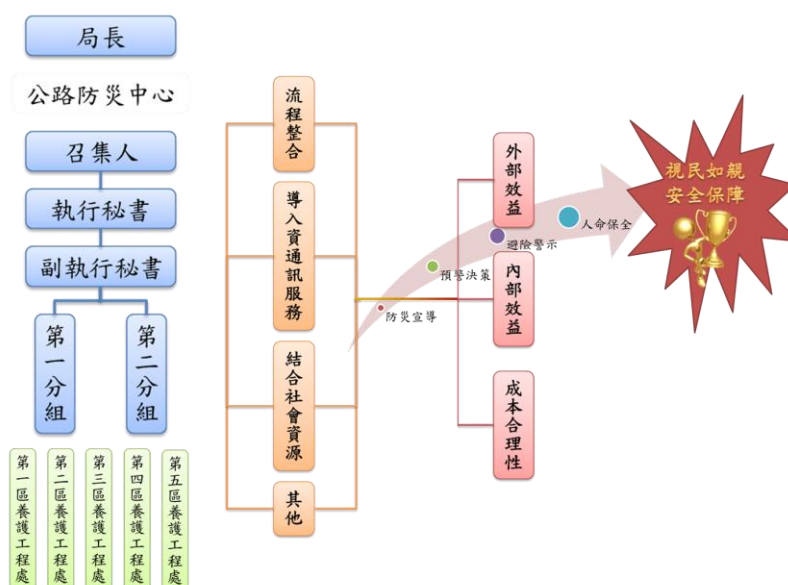 局長
公路防災中心
召集人
執行秘書
副執行秘書
第一分組
第二分組
第一區養護工程處
第二區養護工程處
第三區養護工程處
第四區養護工程處
第五區養護工程處
流程整合
導入資通訊服務
結合社會資源
其他
防災宣導
預警決策
避險警示
人命保全
外部效益
內部效益
成本合理性
視民如親
安全保障